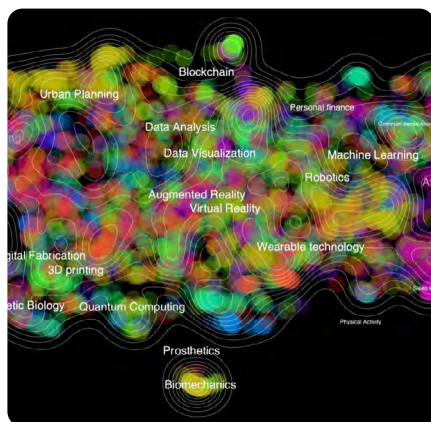 Blockchain
Urban Planning
Personal finance
Data Analysis
Data Visualization
Machine Learning
Robotics
Augmented Reality
Virtual Reality
Wearable technology
gital Fabrication
3D printing
etic Biology
Quantum Computing
Physical Activity
Prosthetics
Biomechanics